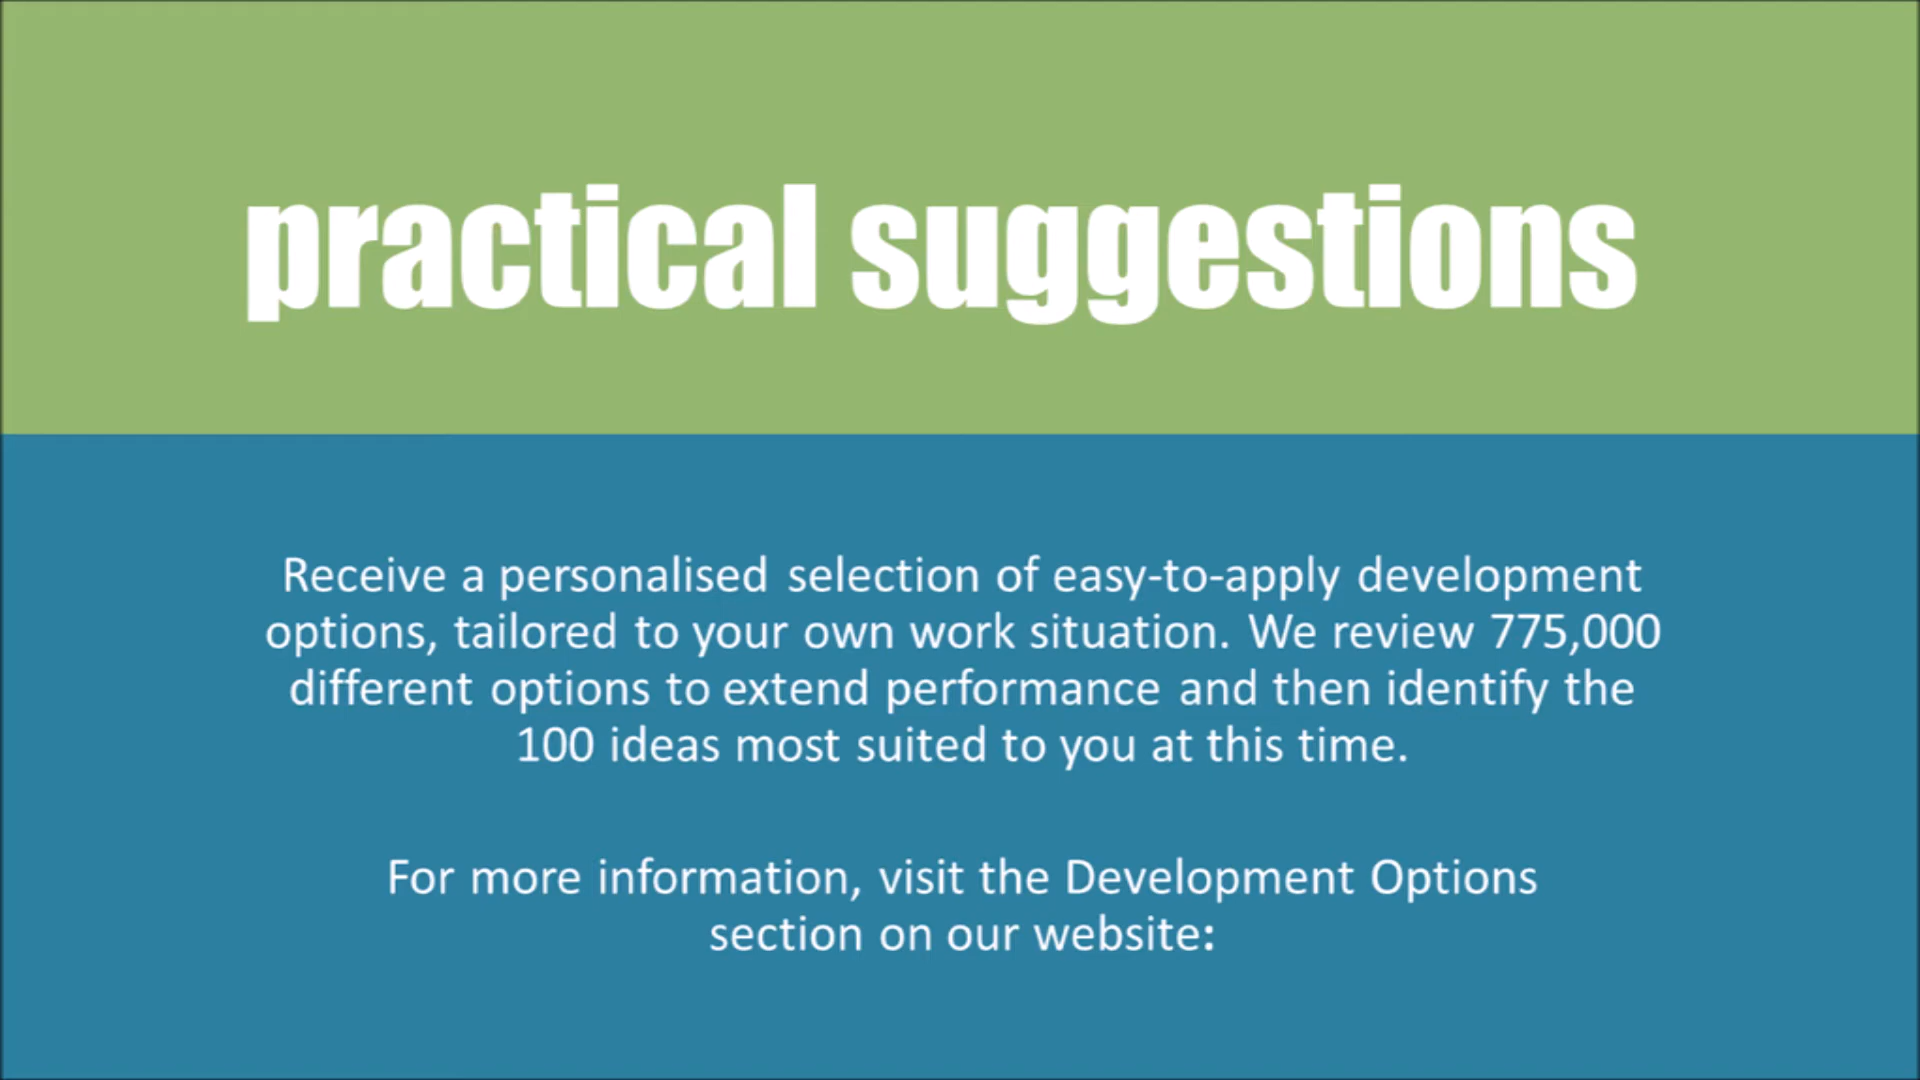 practical suggestions
Receive a personalised selection of easy-to-apply development
options, tailored to your own work situation. We review 775,000
different options to extend performance and then identify the
100 ideas most suited to you at this time.
For more information, visit the Development Options
section on our website: